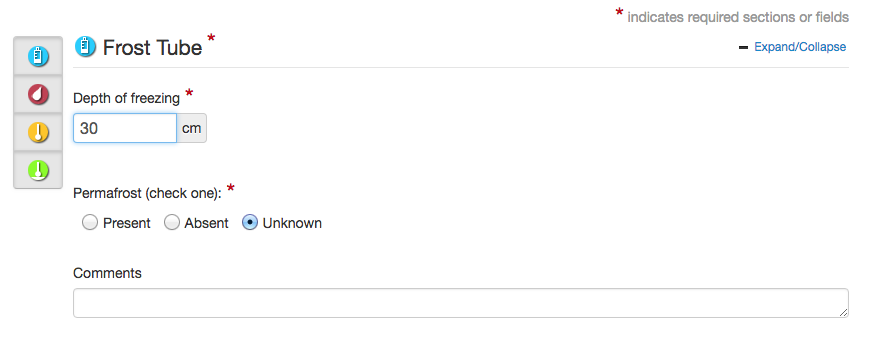 * indicates required sections or fields
Frost Tube *
Expand/Collapse
Depth of freezing *
30 cm
Permafrost (check one): *
Present Absent Unknown
Comments